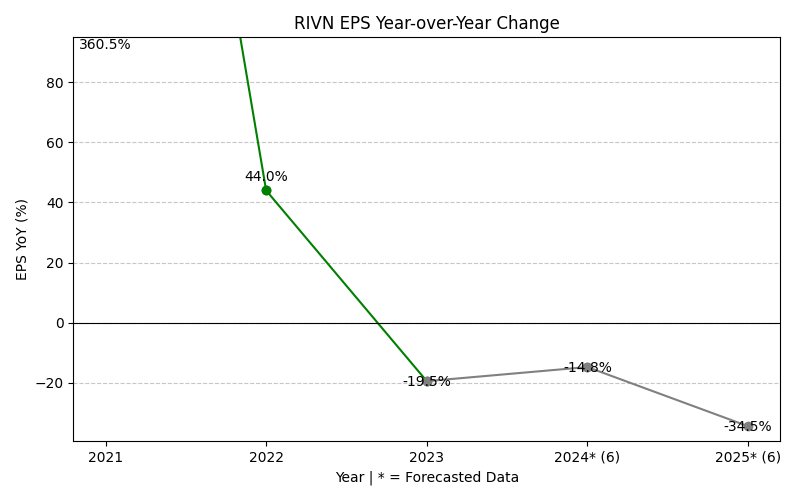 RIVN EPS Year-over-Year Change
360.5%
80
60
44.0%
40
20
0
-14.8%
-19.5%
−20
-34.5%
EPS YoY (%)
2021 2022 2023 2024* (6) 2025* (6)
Year | * = Forecasted Data